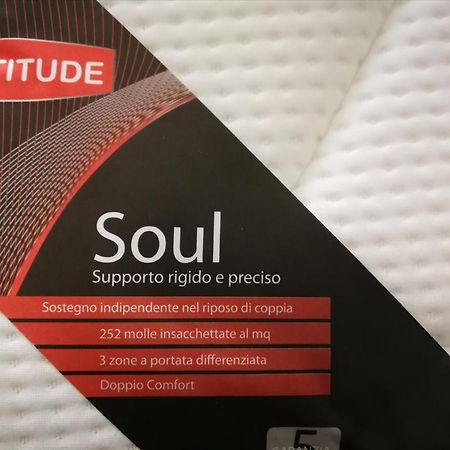 TITUDE
Soul
Supporto rigido e preciso
Sostegno indipendente nel riposo di coppia
252 molle insacchettate al mq
3 zone a portata differenziata
Doppio Comfort
5
GARANZIA